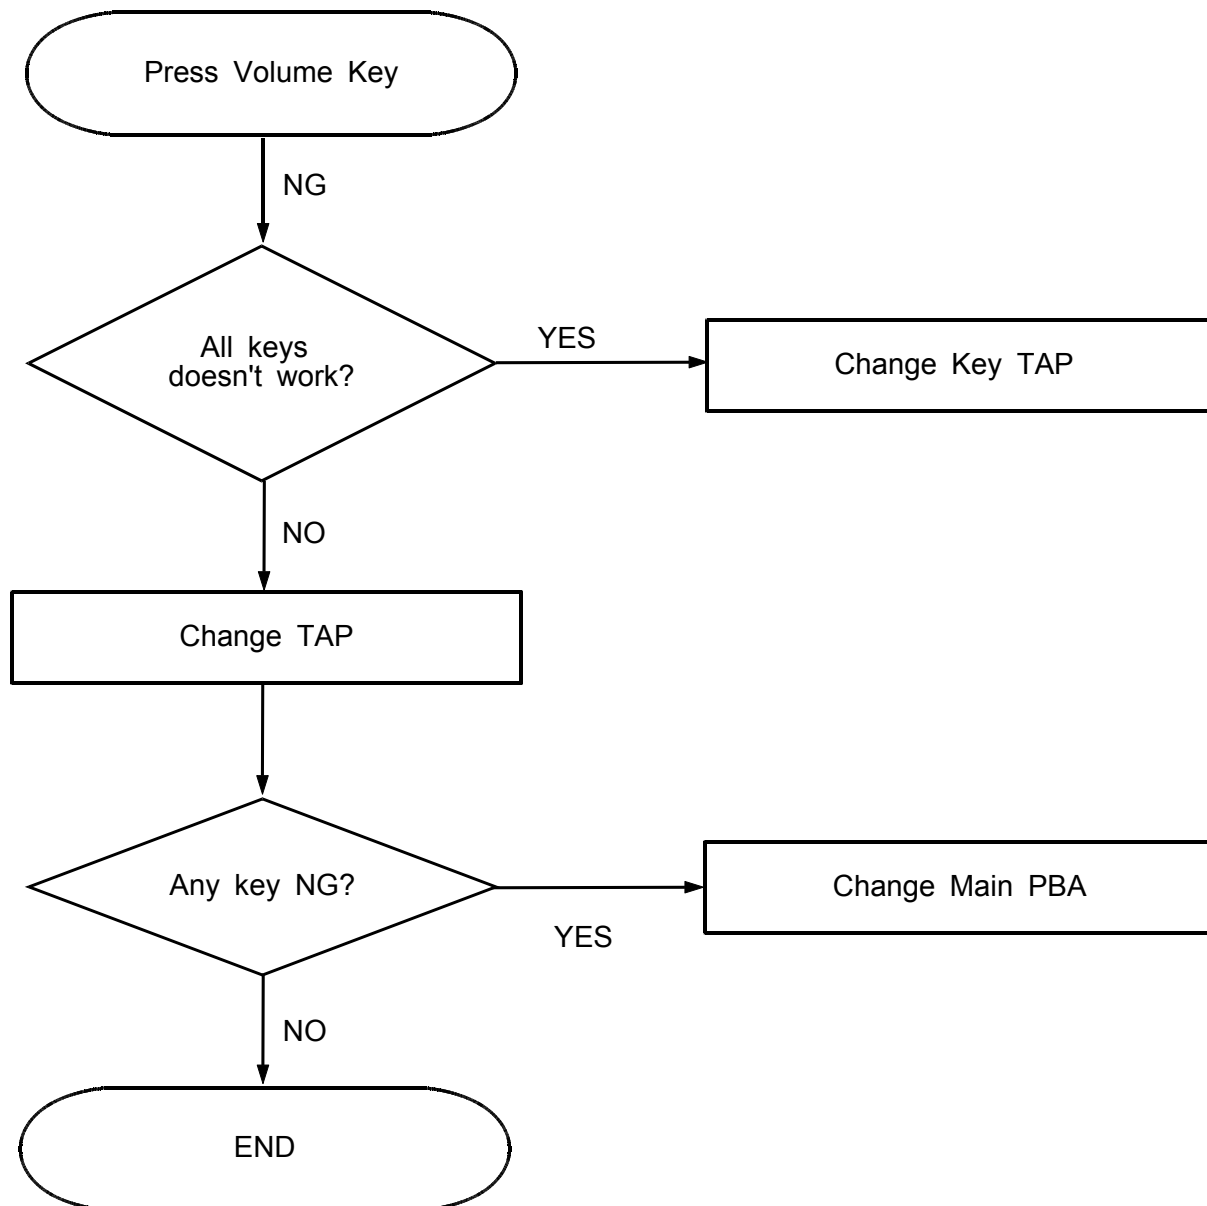 Press Volume Key
NG
All keys
doesn't work?
YES
Change Key TAP
NO
Change TAP
Any key NG?
YES
Change Main PBA
NO
END